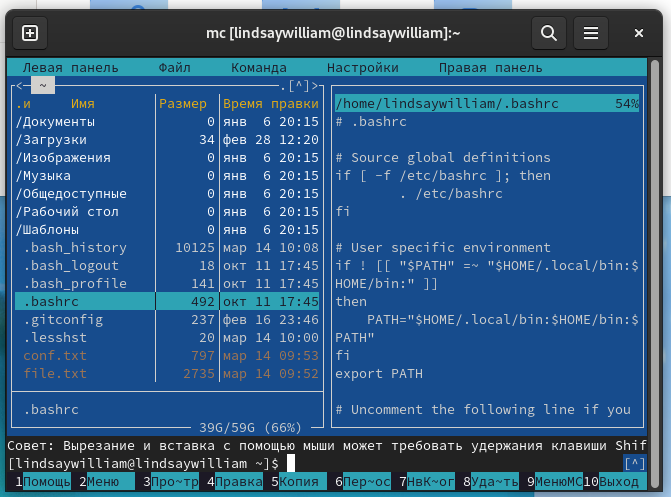 mc [lindsaywilliam@lindsaywilliam]:~
Левая панель Файл Команда Настройки Правая панель
<─ ~ .[^]>
.и Имя Размер Время правки
/Документы 0 янв 6 20:15
/Загрузки 34 фев 28 12:20
/Изображения 0 янв 6 20:15
/Музыка 0 янв 6 20:15
/Общедоступные 0 янв 6 20:15
/Рабочий стол 0 янв 6 20:15
/Шаблоны 0 янв 6 20:15
.bash_history 10125 мар 14 10:08
.bash_logout 18 окт 11 17:45
.bash_profile 141 окт 11 17:45
.bashrc 492 окт 11 17:45
.gitconfig 237 фев 16 23:46
.lesshst 20 мар 14 10:00
conf.txt 797 мар 14 09:53
file.txt 2735 мар 14 09:52
.bashrc
39G/59G (66%)
/home/lindsaywilliam/.bashrc 54%
# .bashrc
# Source global definitions
if [ -f /etc/bashrc ]; then
. /etc/bashrc
fi
# User specific environment
if ! [[ "$PATH" =~ "$HOME/.local/bin:$
HOME/bin:" ]]
then
PATH="$HOME/.local/bin:$HOME/bin:$
PATH"
fi
export PATH
# Uncomment the following line if you
Совет: Вырезание и вставка с помощью мыши может требовать удержания клавиши Shif
[lindsaywilliam@lindsaywilliam ~]$ [^]
1Помощь 2Меню 3Про~тр 4Правка 5Копия 6Пер~ос 7НвК~ог 8Уда~ть 9МенюМС 10Выход